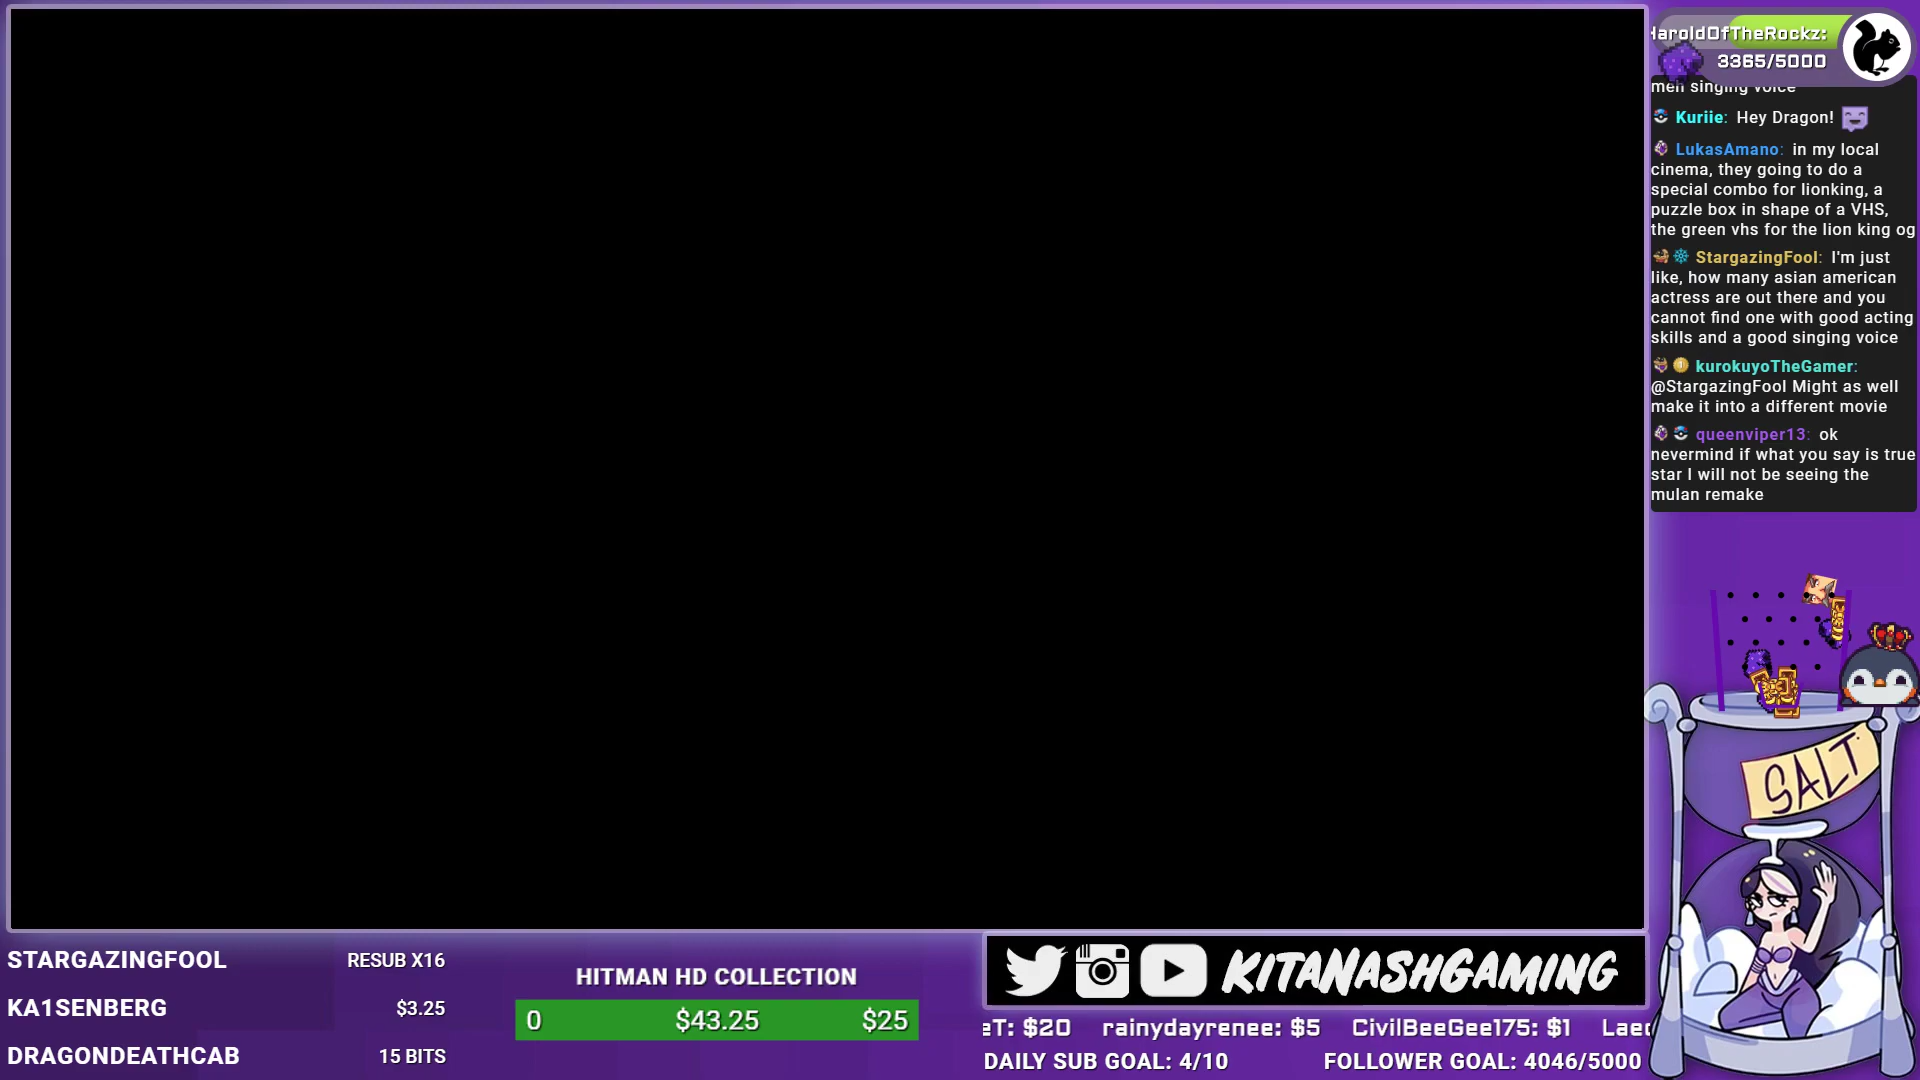 HaroldOfTheRockz:
3365/5000
men singing voice
Kuriie: Hey Dragon!
LukasAmano: in my local
cinema, they going to do a
special combo for lionking, a
puzzle box in shape of a VHS,
the green vhs for the lion king og
StargazingFool: I'm just
like, how many asian american
actress are out there and you
cannot find one with good acting
skills and a good singing voice
kurokuyoTheGamer:
@StargazingFool Might as well
make it into a different movie
queenviper13: ok
nevermind if what you say is true
star I will not be seeing the
mulan remake
SALT
STARGAZINGFOOL RESUB X16
KA1SENBERG $3.25
DRAGONDEATHCAB 15 BITS
HITMAN HD COLLECTION
0 $43.25 $25
KITANASHGAMING
eT: $20 rainydayrenee: $5 CivilBeeGee175: $1
DAILY SUB GOAL: 4/10 FOLLOWER GOAL: 4046/5000